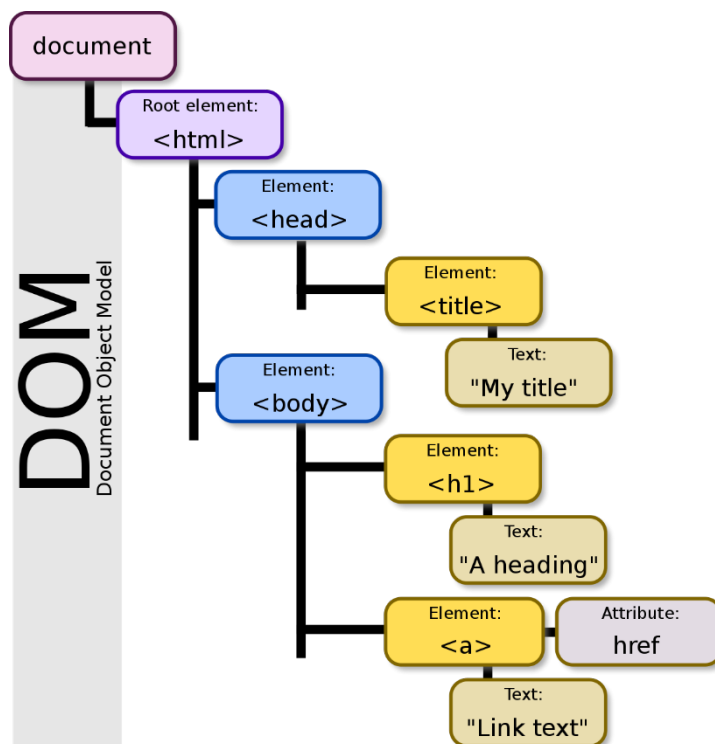 document
Root element:
<html>
Element:
<head>
Element:
<title>
Text:
"My title"
DOM
Document Object Model
Element:
<body>
Element:
<h1>
Text:
"A heading"
Element:
<a>
Attribute:
href
Text:
"Link text"